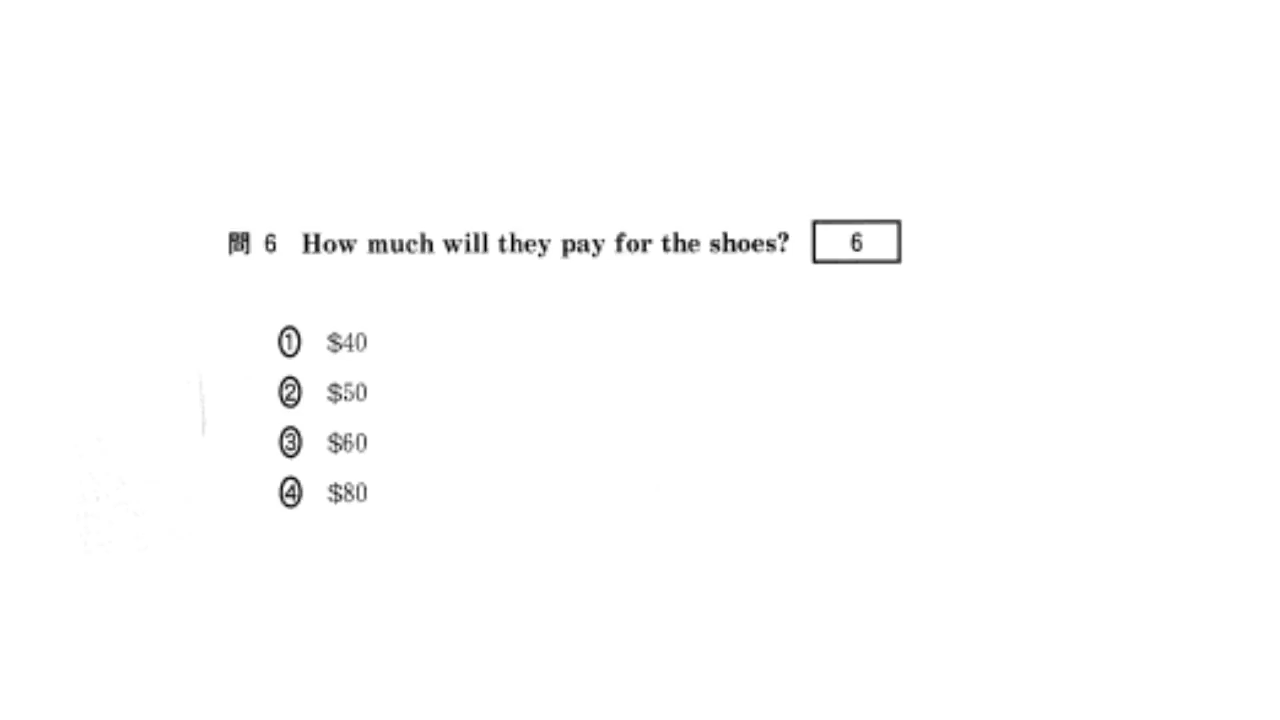 問 6 How much will they pay for the shoes? 6
① $40
② $50
③ $60
④ $80